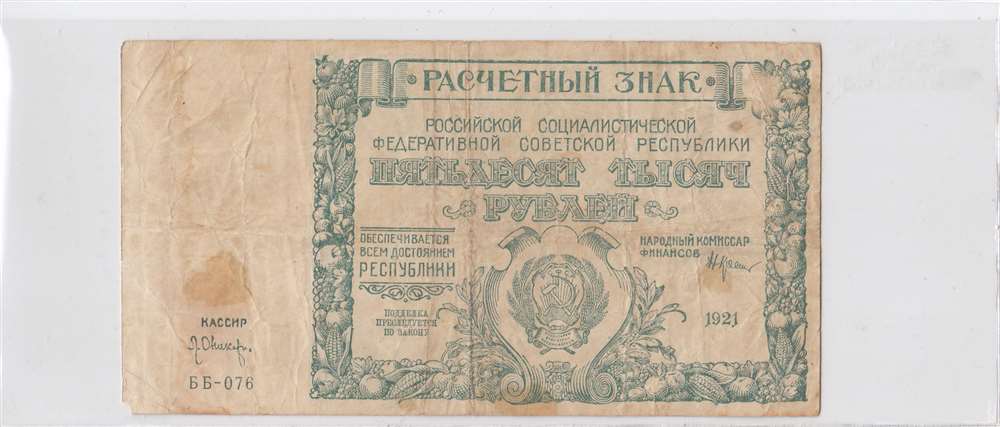 РАСЧЕТНЫЙ ЗНАК
РОССИЙСКОЙ СОЦИАЛИСТИЧЕСКОЙ
ФЕДЕРАТИВНОЙ СОВЕТСКОЙ РЕСПУБЛИКИ
ПЯТЬДЕСЯТ ТЫСЯЧ
РУБЛЕЙ
ОБЕСПЕЧИВАЕТСЯ
ВСЕМ ДОСТОЯНИЕМ
РЕСПУБЛИКИ
НАРОДНЫЙ КОМИССАР
ФИНАНСОВ
ПОДДЕЛКА
ПРЕСЛЕДУЕТСЯ
ПО ЗАКОНУ
1921
КАССИР
ББ-076